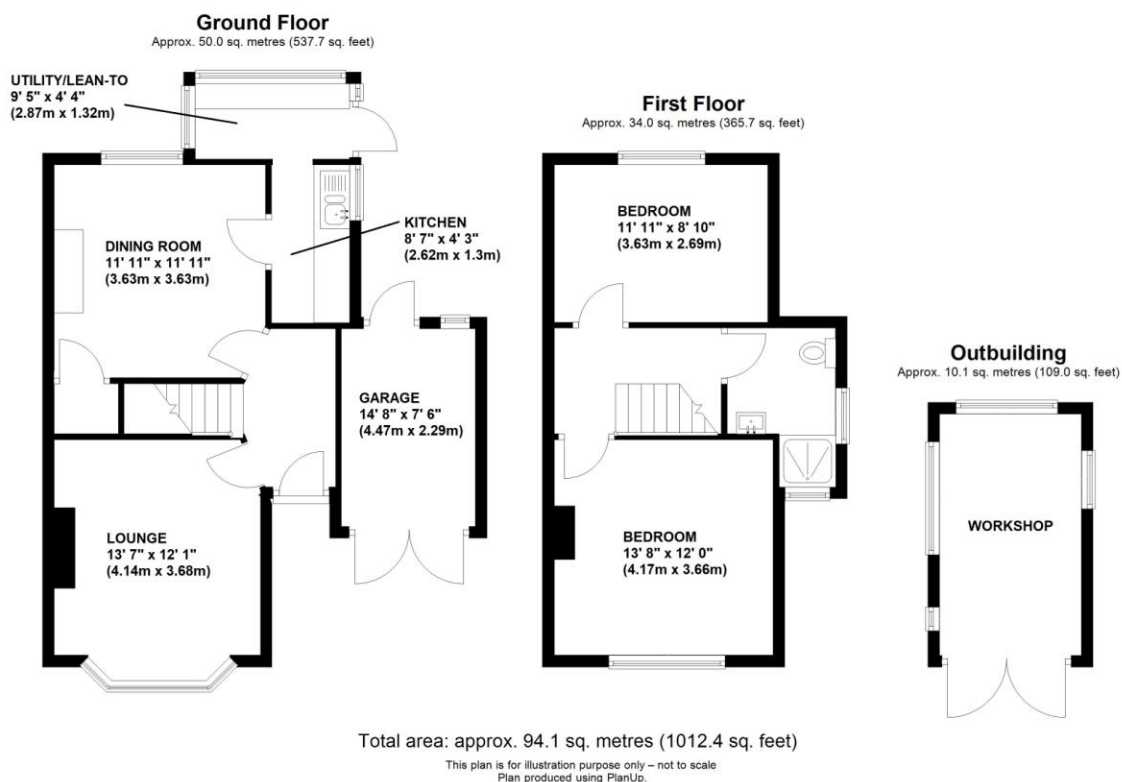 Ground Floor
Approx. 50.0 sq. metres (537.7 sq. feet)
UTILITY/LEAN-TO
9' 5" x 4' 4"
(2.87m x 1.32m)
DINING ROOM
11' 11" x 11' 11"
(3.63m x 3.63m)
KITCHEN
8' 7" x 4' 3"
(2.62m x 1.3m)
GARAGE
14' 8" x 7' 6"
(4.47m x 2.29m)
LOUNGE
13' 7" x 12' 1"
(4.14m x 3.68m)
First Floor
Approx. 34.0 sq. metres (365.7 sq. feet)
BEDROOM
11' 11" x 8' 10"
(3.63m x 2.69m)
BEDROOM
13' 8" x 12' 0"
(4.17m x 3.66m)
Outbuilding
Approx. 10.1 sq. metres (109.0 sq. feet)
WORKSHOP
Total area: approx. 94.1 sq. metres (1012.4 sq. feet)
This plan is for illustration purpose only – not to scale
Plan produced using PlanUp.